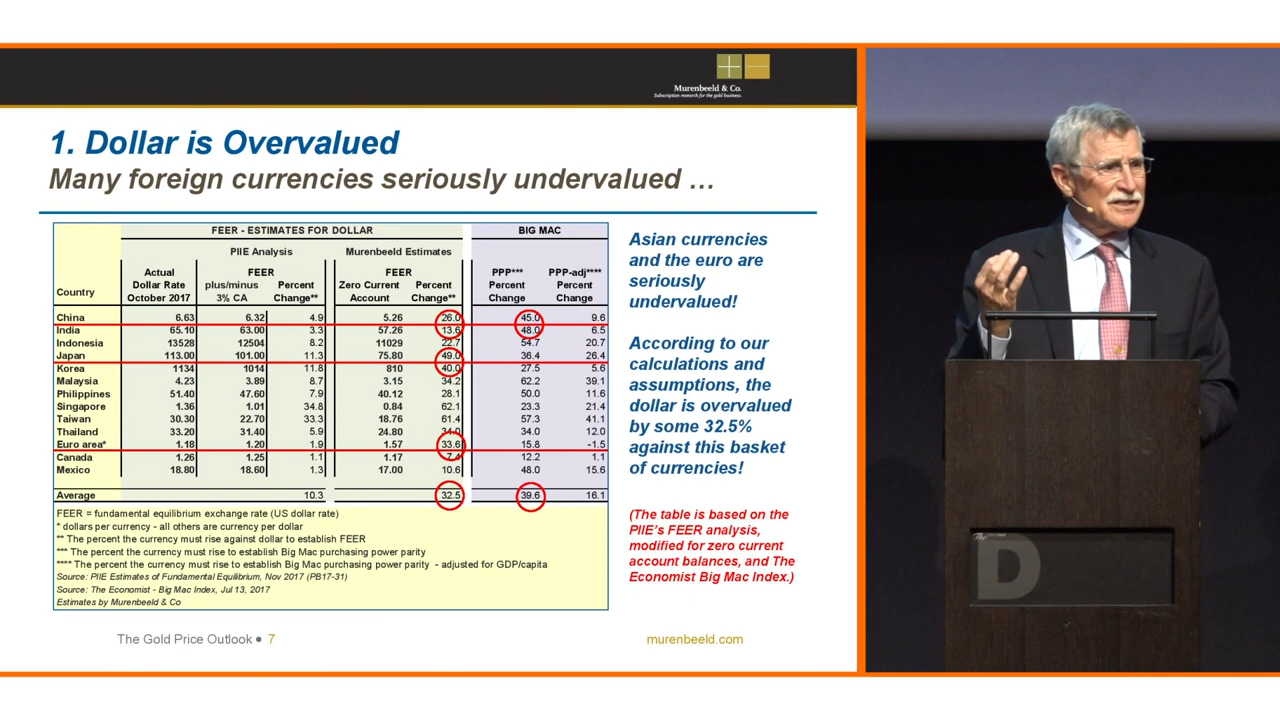 Murenbeeld & Co.
Subscription research for the gold business.
1. Dollar is Overvalued
Many foreign currencies seriously undervalued …
FEER - ESTIMATES FOR DOLLAR BIG MAC
PIIE Analysis Murenbeeld Estimates
Actual FEER FEER PPP*** PPP-adj****
Dollar Rate plus/minus Percent Zero Current Percent Percent Percent
Country October 2017 3% CA Change** Account Change** Change Change
China 6.63 6.32 4.9 5.26 26.0 45.0 9.6
India 65.10 63.00 3.3 57.26 13.6 48.0 6.5
Indonesia 13528 12504 8.2 11029 22.7 54.7 20.7
Japan 113.00 101.00 11.3 75.80 49.0 36.4 26.4
Korea 1134 1014 11.8 810 40.0 27.5 5.6
Malaysia 4.23 3.89 8.7 3.15 34.2 62.2 39.1
Philippines 51.40 47.60 7.9 40.12 28.1 50.0 11.6
Singapore 1.36 1.01 34.8 0.84 62.1 23.3 21.4
Taiwan 30.30 22.70 33.3 18.76 61.4 57.3 41.1
Thailand 33.20 31.40 5.9 24.80 34.0 34.0 12.0
Euro area* 1.18 1.20 1.9 1.57 33.6 15.8 -1.5
Canada 1.26 1.25 1.1 1.17 7.4 12.2 1.1
Mexico 18.80 18.60 1.3 17.00 10.6 48.0 15.6
Average 10.3 32.5 39.6 16.1
FEER = fundamental equilibrium exchange rate (US dollar rate)
* dollars per currency - all others are currency per dollar
** The percent the currency must rise against dollar to establish FEER
*** The percent the currency must rise to establish Big Mac purchasing power parity
**** The percent the currency must rise to establish Big Mac purchasing power parity - adjusted for GDP/capita
Source: PIIE Estimates of Fundamental Equilibrium, Nov 2017 (PB17-31)
Source: The Economist - Big Mac Index, Jul 13, 2017
Estimates by Murenbeeld & Co
Asian currencies
and the euro are
seriously
undervalued!
According to our
calculations and
assumptions, the
dollar is overvalued
by some 32.5%
against this basket
of currencies!
(The table is based on the
PIIE's FEER analysis,
modified for zero current
account balances, and The
Economist Big Mac Index.)
The Gold Price Outlook • 7
murenbeeld.com
The
D